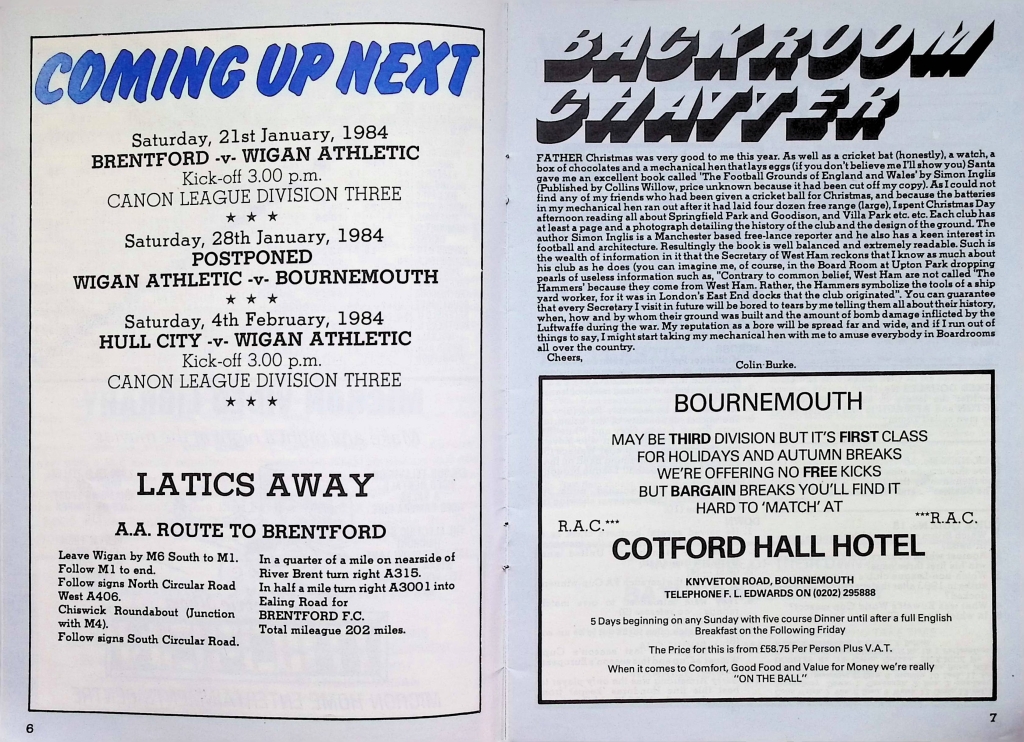 COMING UP NEXT
Saturday, 21st January, 1984
BRENTFORD -v- WIGAN ATHLETIC
Kick-off 3.00 p.m.
CANON LEAGUE DIVISION THREE
★ ★ ★
Saturday, 28th January, 1984
POSTPONED
WIGAN ATHLETIC -v- BOURNEMOUTH
★ ★ ★
Saturday, 4th February, 1984
HULL CITY -v- WIGAN ATHLETIC
Kick-off 3.00 p.m.
CANON LEAGUE DIVISION THREE
★ ★ ★
LATICS AWAY
A.A. ROUTE TO BRENTFORD
Leave Wigan by M6 South to M1.
Follow M1 to end.
Follow signs North Circular Road
West A406.
Chiswick Roundabout (Junction
with M4).
Follow signs South Circular Road.
In a quarter of a mile on nearside of
River Brent turn right A315.
In half a mile turn right A3001 into
Ealing Road for
BRENTFORD F.C.
Total mileage 202 miles.
6
BACKROOM
CHATTER
FATHER Christmas was very good to me this year. As well as a cricket bat (honestly), a watch, a
box of chocolates and a mechanical hen that lays eggs (if you don't believe me I'll show you) Santa
gave me an excellent book called 'The Football Grounds of England and Wales' by Simon Inglis
(Published by Collins Willow, price unknown because it had been cut off my copy). As I could not
find any of my friends who had been given a cricket ball for Christmas, and because the batteries
in my mechanical hen ran out after it had laid four dozen free range (large), I spent Christmas Day
afternoon reading all about Springfield Park and Goodison, and Villa Park etc. etc. Each club has
at least a page and a photograph detailing the history of the club and the design of the ground. The
author Simon Inglis is a Manchester based free-lance reporter and he also has a keen interest in
football and architecture. Resultingly the book is well balanced and extremely readable. Such is
the wealth of information in it that the Secretary of West Ham reckons that I know as much about
his club as he does (you can imagine me, of course, in the Board Room at Upton Park dropping
pearls of useless information such as, "Contrary to common belief, West Ham are not called 'The
Hammers' because they come from West Ham. Rather, the Hammers symbolize the tools of a ship
yard worker, for it was in London's East End docks that the club originated". You can guarantee
that every Secretary I visit in future will be bored to tears by me telling them all about their history,
when, how and by whom their ground was built and the amount of bomb damage inflicted by the
Luftwaffe during the war. My reputation as a bore will be spread far and wide, and if I run out of
things to say, I might start taking my mechanical hen with me to amuse everybody in Boardrooms
all over the country.
Cheers,
Colin Burke.
BOURNEMOUTH
MAY BE THIRD DIVISION BUT IT'S FIRST CLASS
FOR HOLIDAYS AND AUTUMN BREAKS
WE'RE OFFERING NO FREE KICKS
BUT BARGAIN BREAKS YOU'LL FIND IT
HARD TO 'MATCH' AT
R.A.C.*** ***R.A.C.
COTFORD HALL HOTEL
KNYVETON ROAD, BOURNEMOUTH
TELEPHONE F. L. EDWARDS ON (0202) 295888
5 Days beginning on any Sunday with five course Dinner until after a full English
Breakfast on the Following Friday
The Price for this is from £58.75 Per Person Plus V.A.T.
When it comes to Comfort, Good Food and Value for Money we're really
"ON THE BALL"
7